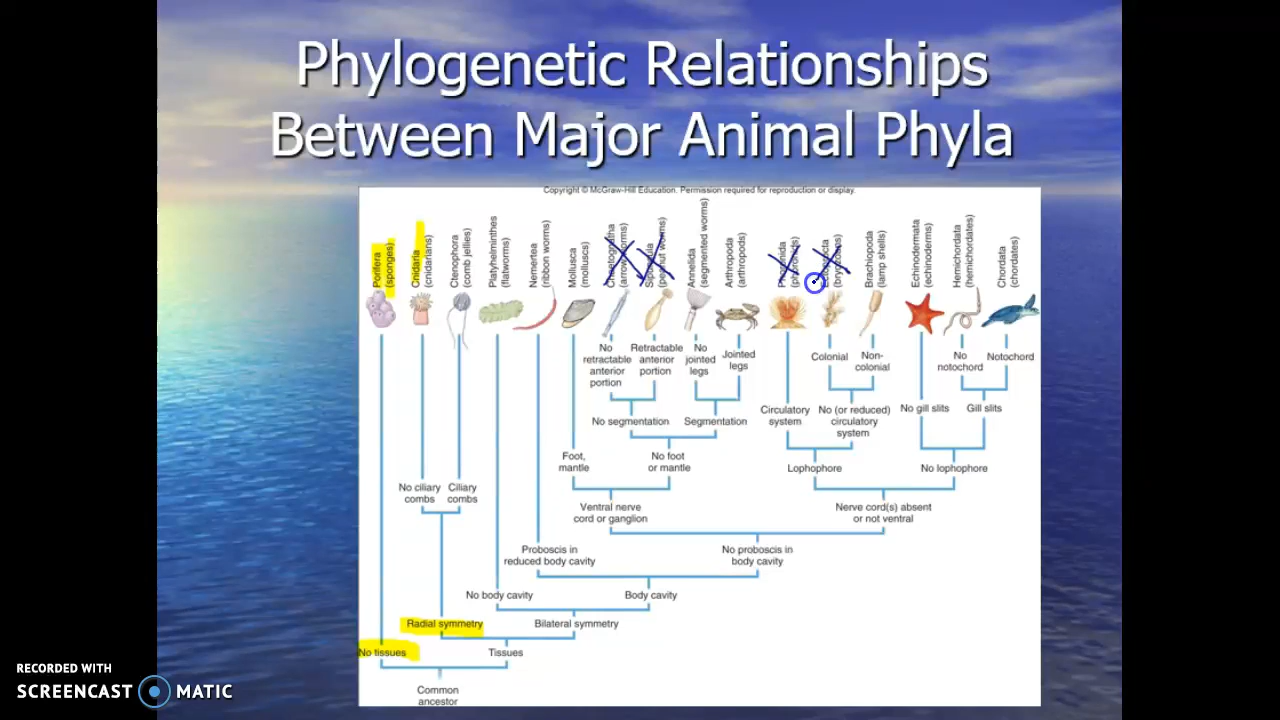 Phylogenetic Relationships
Between Major Animal Phyla
Copyright © McGraw-Hill Education. Permission required for reproduction or display.
Porifera
(sponges)
Cnidaria
(cnidarians)
Ctenophora
(comb jellies)
Platyhelminthes
(flatworms)
Nemertea
(ribbon worms)
Mollusca
(molluscs)
(arrow worms)
(peanut worms)
Annelida
(segmented worms)
Arthropoda
(arthropods)
Brachiopoda
(lamp shells)
Echinodermata
(echinoderms)
Hemichordata
(hemichordates)
Chordata
(chordates)
No
retractable
anterior
portion
Retractable
anterior
portion
No
jointed
legs
Jointed
legs
Colonial
Non-
colonial
No
notochord
Notochord
No segmentation
Segmentation
Circulatory
system
No (or reduced)
circulatory
system
No gill slits
Gill slits
Foot,
mantle
No foot
or mantle
Lophophore
No lophophore
No ciliary
combs
Ciliary
combs
Ventral nerve
cord or ganglion
Nerve cord(s) absent
or not ventral
Proboscis in
reduced body cavity
No proboscis in
body cavity
No body cavity
Body cavity
Radial symmetry
Bilateral symmetry
No tissues
Tissues
Common
ancestor
RECORDED WITH
SCREENCAST MATIC